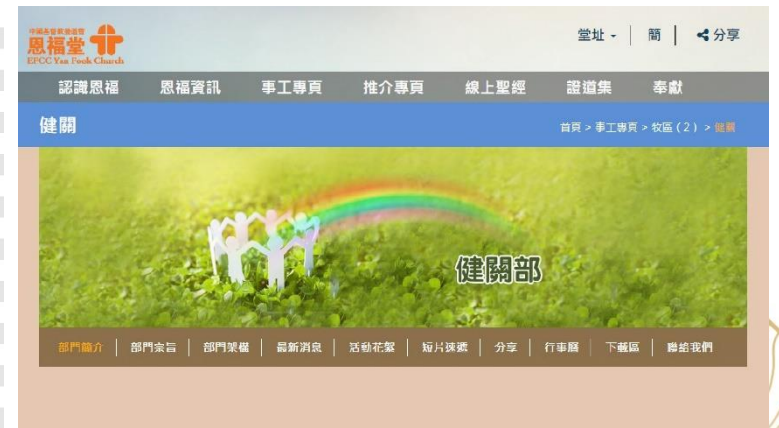 中國基督教播道會
恩福堂
EFCC Yan Fook Church
堂址 簡 分享
認識恩福 恩福資訊 事工專頁 推介專頁 線上聖經 證道集 奉獻
健關
首頁 > 事工專頁 > 牧區(2) > 健關
健關部
部門簡介 部門宗旨 部門架構 最新消息 活動花絮 短片速遞 分享 行事曆 下載區 聯絡我們